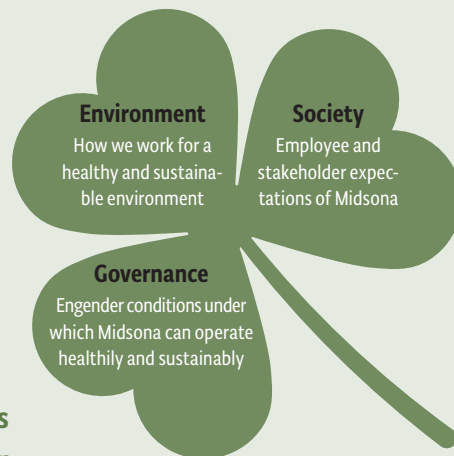 Environment
How we work for a
healthy and sustaina-
ble environment
Society
Employee and
stakeholder expec-
tations of Midsona
Governance
Engender conditions under
which Midsona can operate
healthily and sustainably